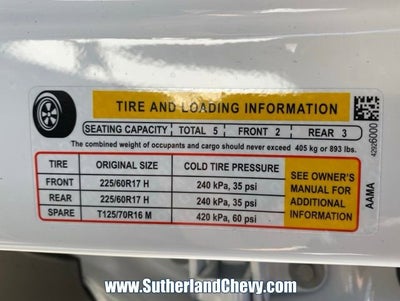 TIRE AND LOADING INFORMATION
SEATING CAPACITY TOTAL 5 FRONT 2 REAR 3
The combined weight of occupants and cargo should never exceed 405 kg or 893 lbs.
TIRE ORIGINAL SIZE COLD TIRE PRESSURE
FRONT 225/60R17 H 240 kPa, 35 psi
REAR 225/60R17 H 240 kPa, 35 psi
SPARE T125/70R16 M 420 kPa, 60 psi
SEE OWNER'S
MANUAL FOR
ADDITIONAL
INFORMATION
AAMA
www.SutherlandChevy.com